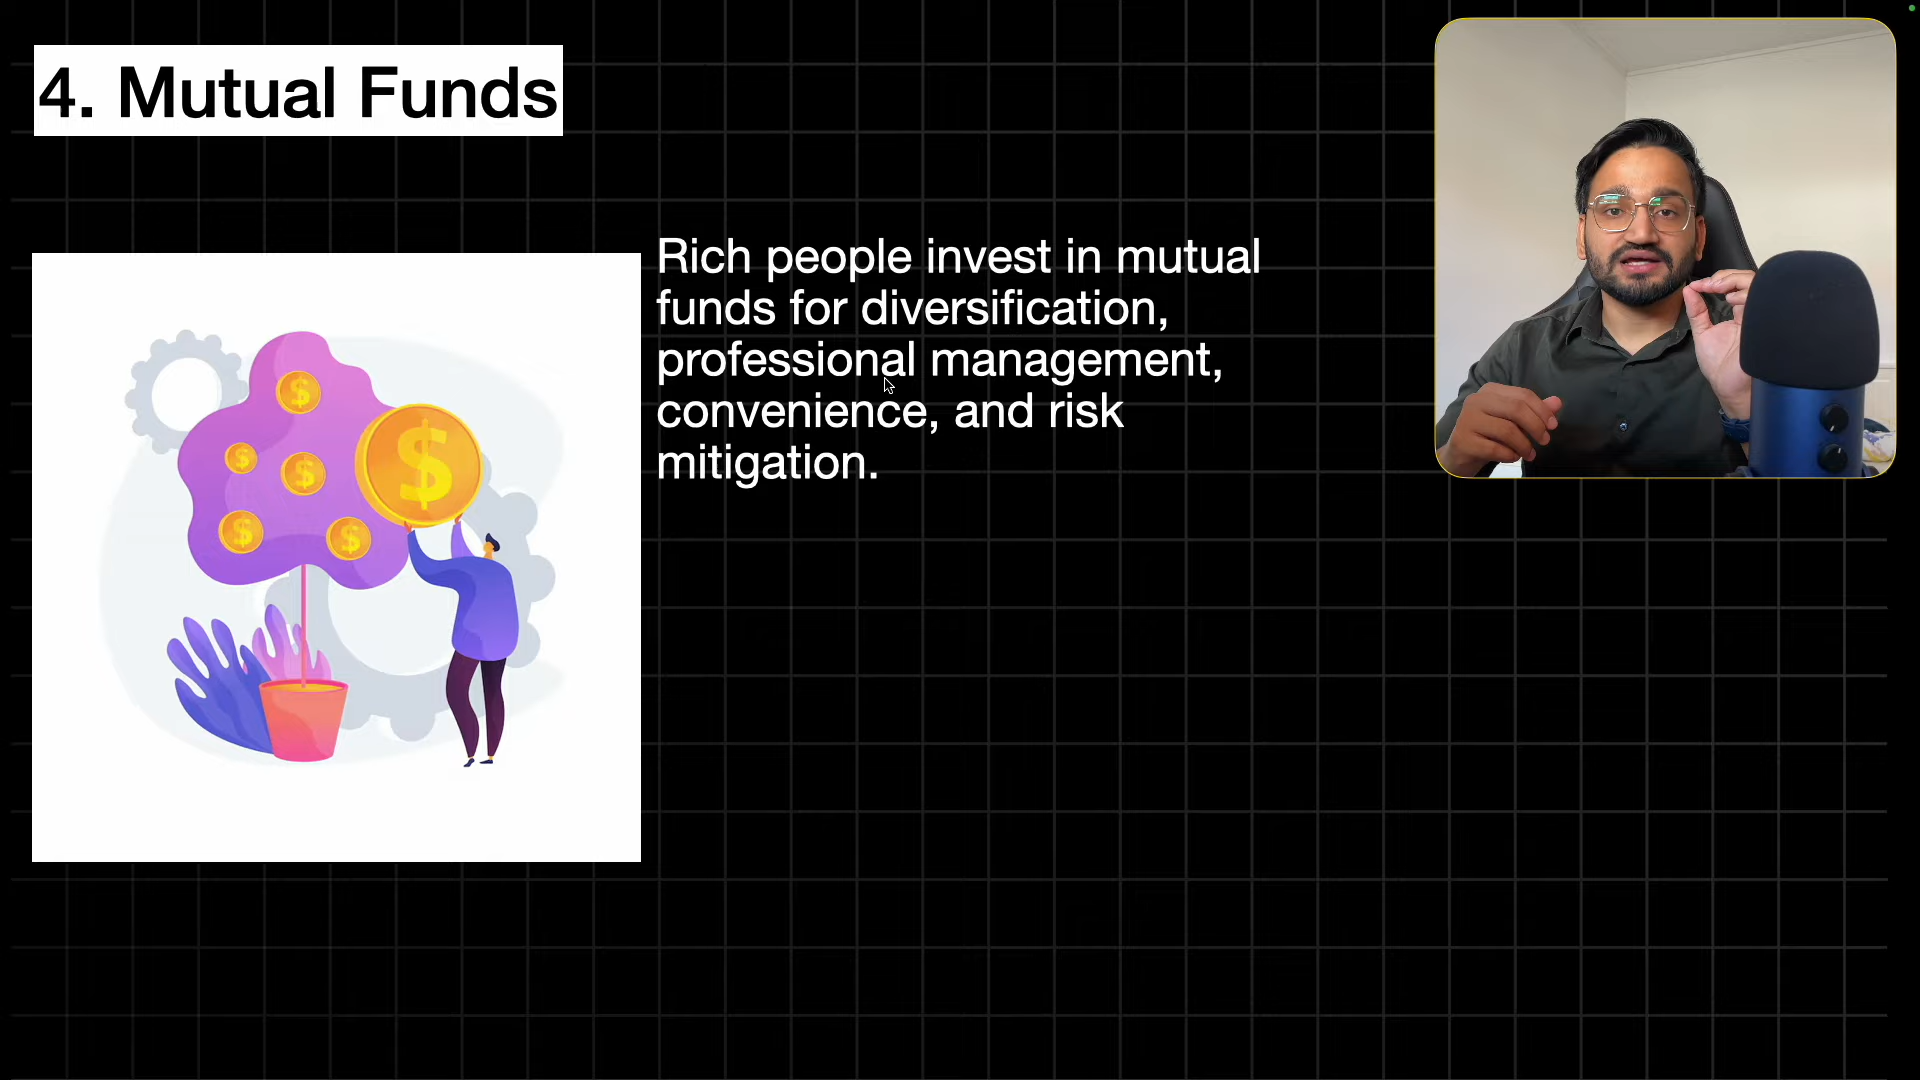 4. Mutual Funds
Rich people invest in mutual
funds for diversification,
professional management,
convenience, and risk
mitigation.
$
$
$
$
$
$